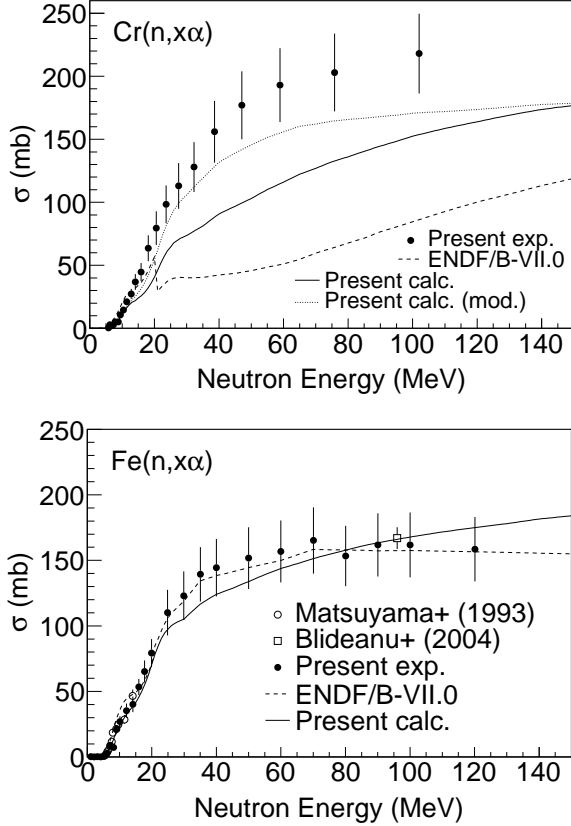 250
Cr(n,xα)
200
150
σ (mb)
100
Present exp.
ENDF/B-VII.0
50
Present calc.
Present calc. (mod.)
0
0 20 40 60 80 100 120 140
Neutron Energy (MeV)
250
Fe(n,xα)
200
150
σ (mb)
Matsuyama+ (1993)
100
Blideanu+ (2004)
Present exp.
50
ENDF/B-VII.0
Present calc.
0
0 20 40 60 80 100 120 140
Neutron Energy (MeV)